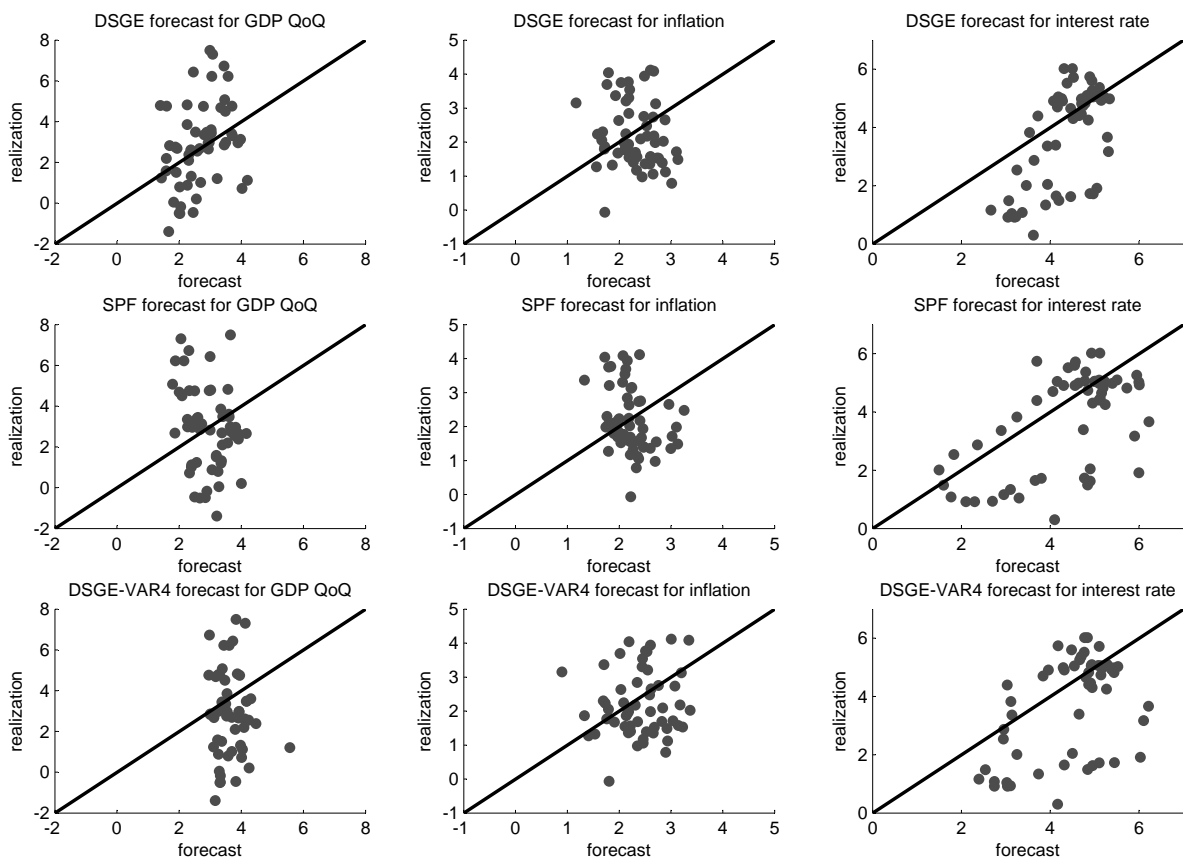 DSGE forecast for GDP QoQ
8
6
4
2
0
-2
-2 0 2 4 6 8
realization
forecast
DSGE forecast for inflation
5
4
3
2
1
0
-1
-1 0 1 2 3 4 5
realization
forecast
DSGE forecast for interest rate
6
4
2
0
0 2 4 6
realization
forecast
SPF forecast for GDP QoQ
8
6
4
2
0
-2
-2 0 2 4 6 8
realization
forecast
SPF forecast for inflation
5
4
3
2
1
0
-1
-1 0 1 2 3 4 5
realization
forecast
SPF forecast for interest rate
6
4
2
0
0 2 4 6
realization
forecast
DSGE-VAR4 forecast for GDP QoQ
8
6
4
2
0
-2
-2 0 2 4 6 8
realization
forecast
DSGE-VAR4 forecast for inflation
5
4
3
2
1
0
-1
-1 0 1 2 3 4 5
realization
forecast
DSGE-VAR4 forecast for interest rate
6
4
2
0
0 2 4 6
realization
forecast